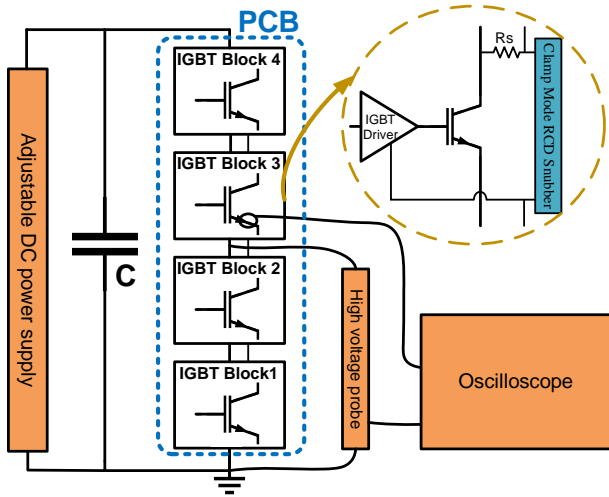 PCB
IGBT Block 4
IGBT Block 3
IGBT Block 2
IGBT Block1
Adjustable DC power supply
C
Rs
IGBT
Driver
Clamp Mode RCD Snubber
High voltage probe
Oscilloscope